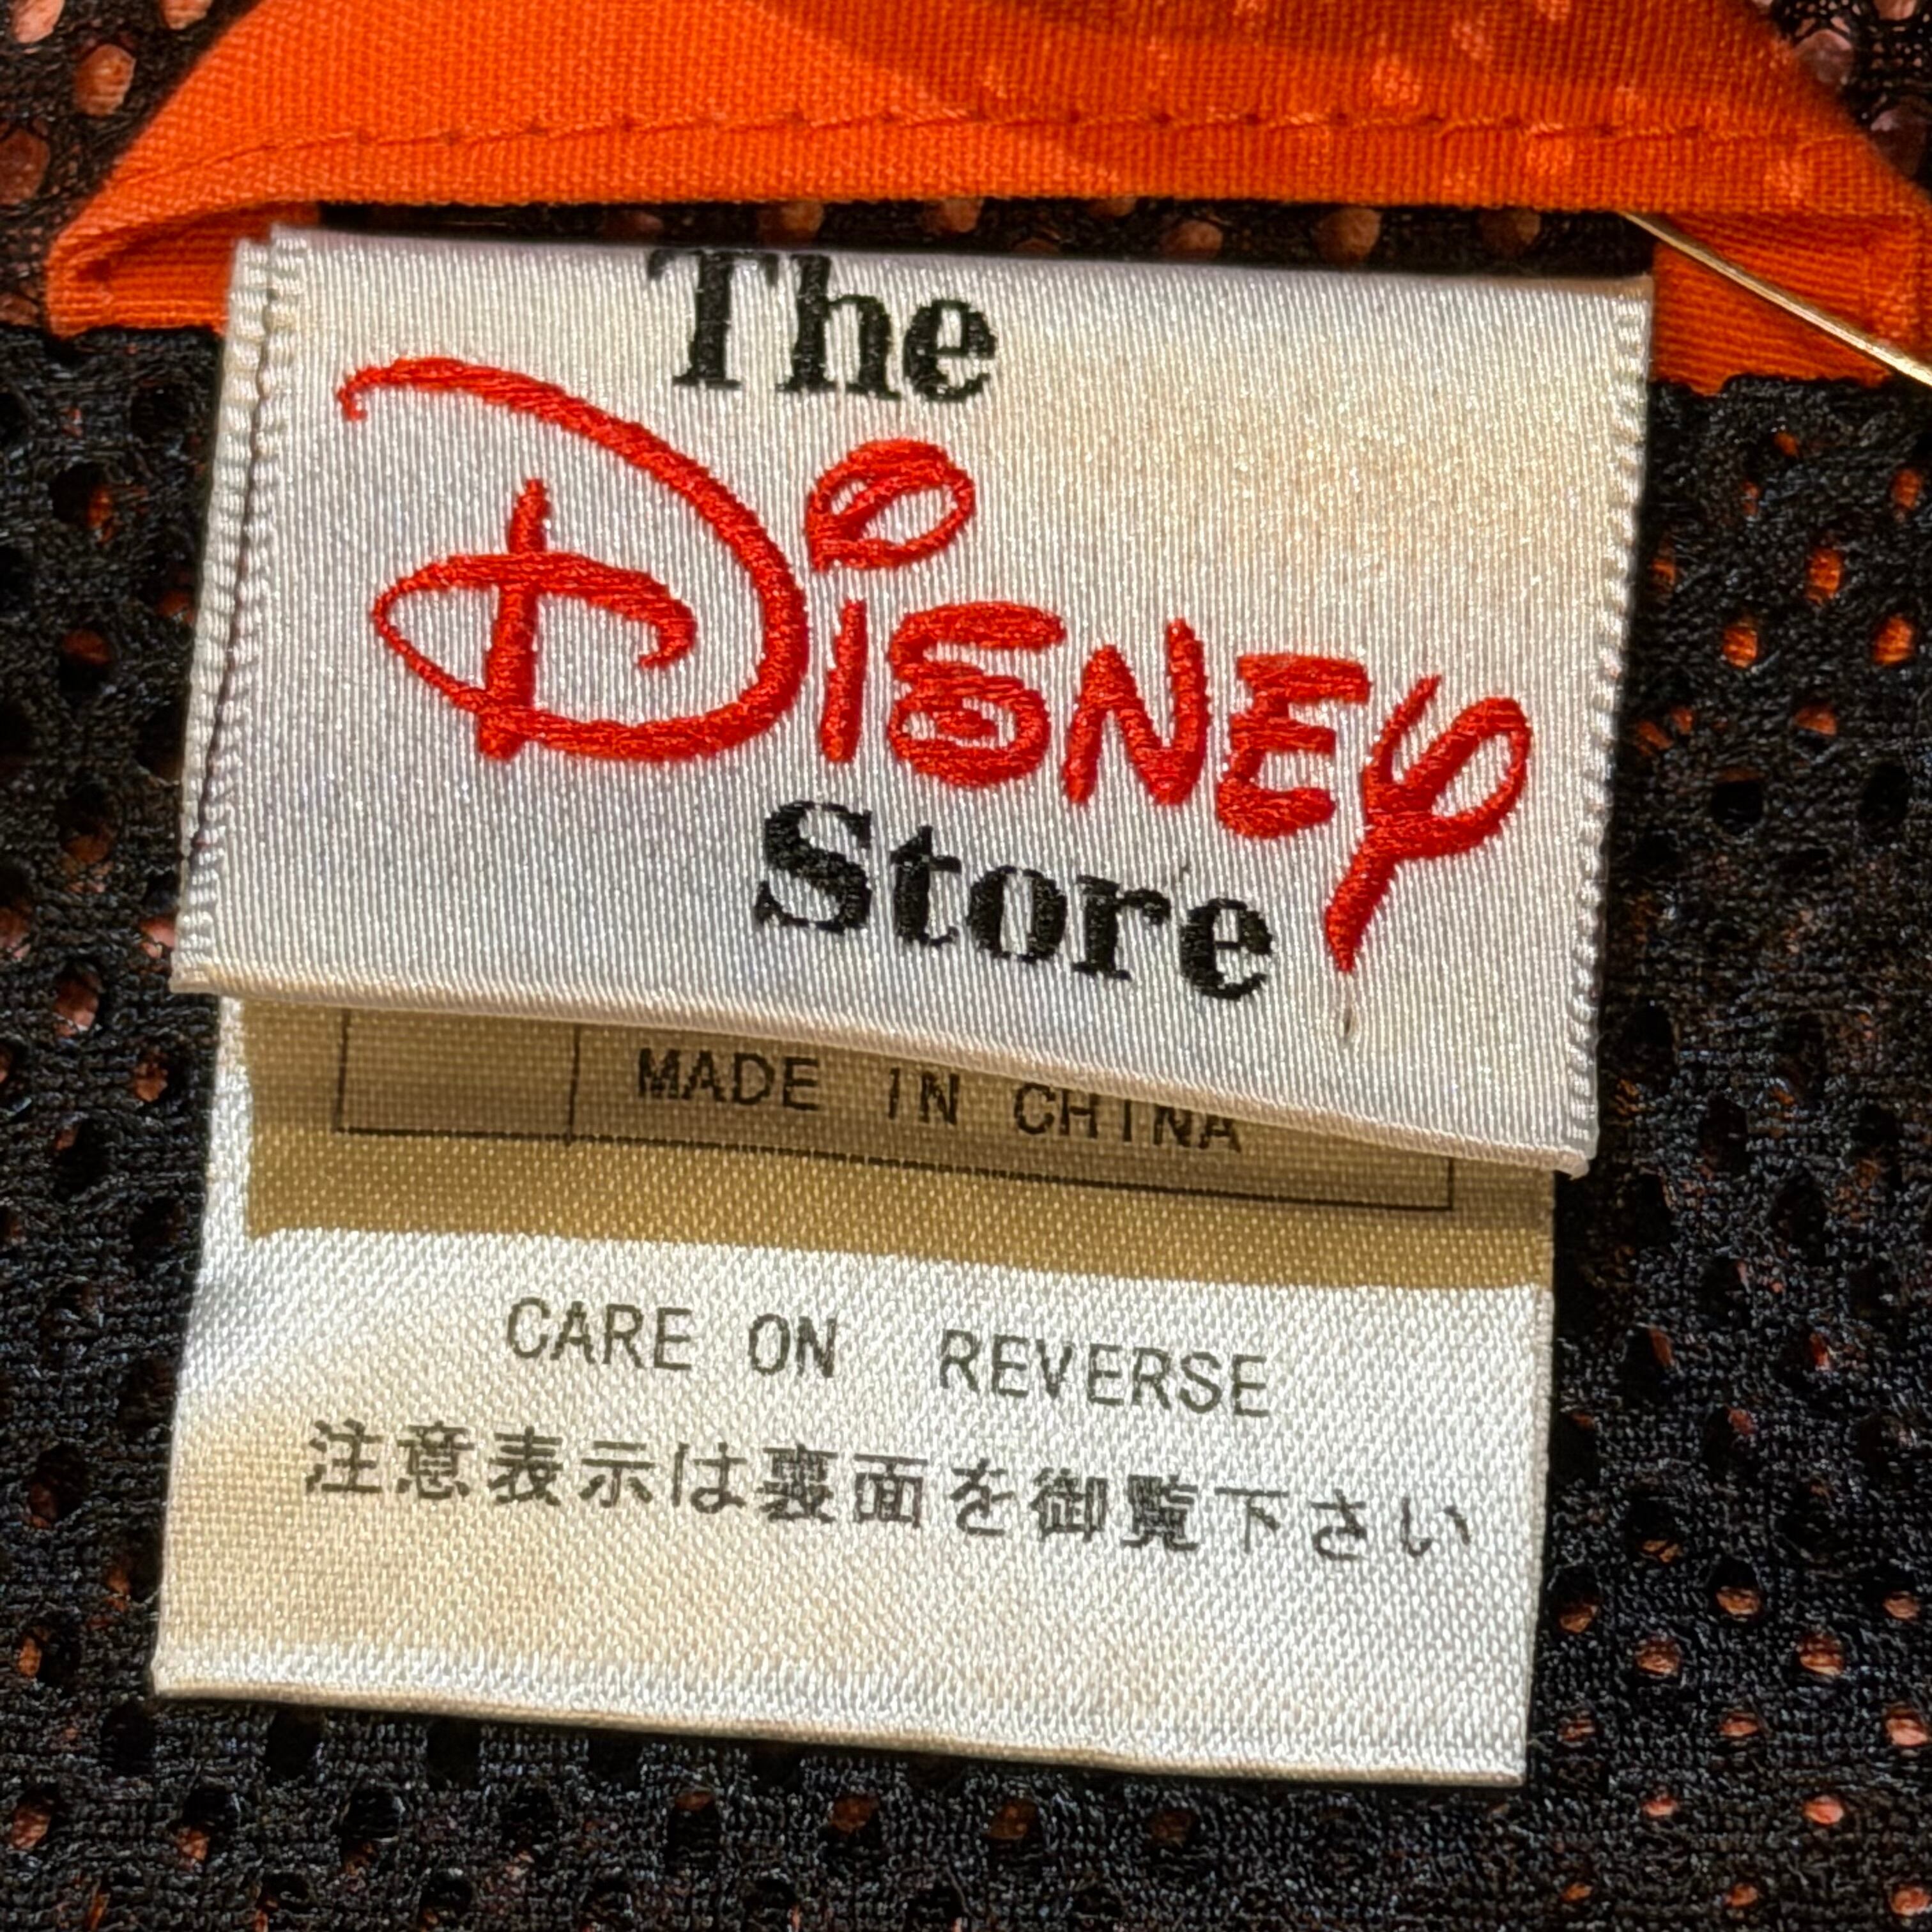 The
Disney
Store
MADE IN CHINA
CARE ON REVERSE
注意表示は裏面を御覧下さい